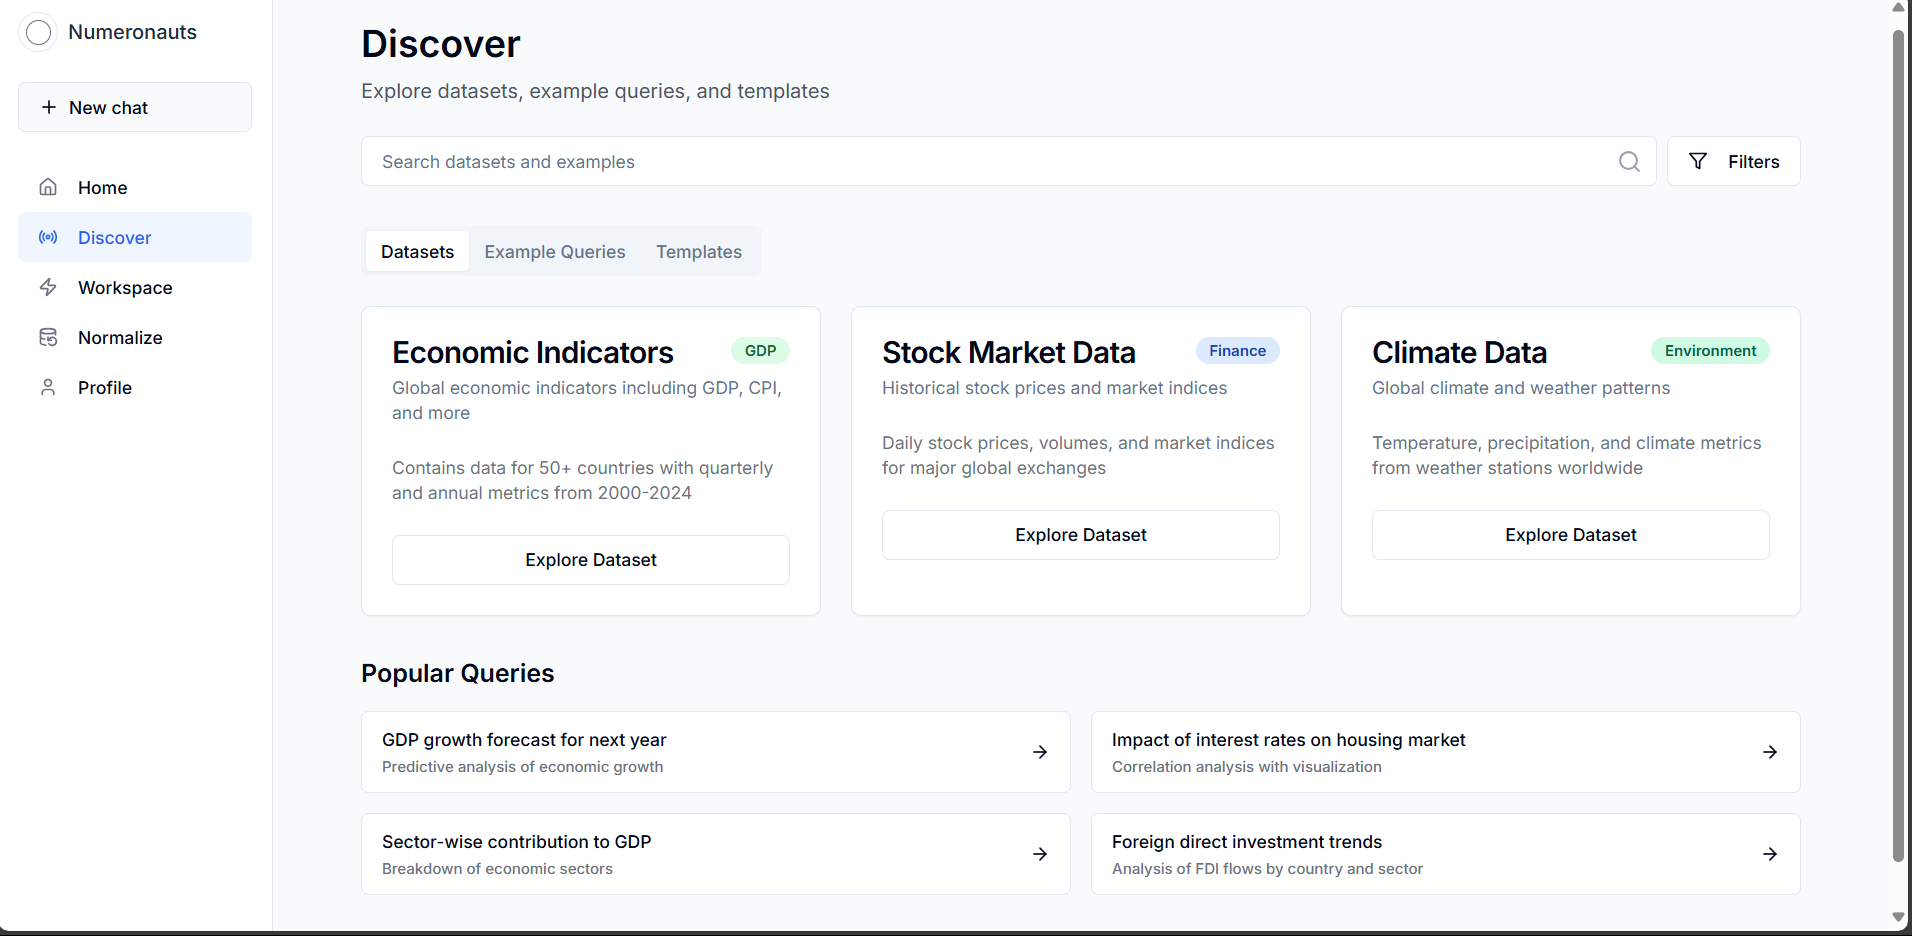 Numeronauts
New chat
Home
Discover
Workspace
Normalize
Profile
Discover
Explore datasets, example queries, and templates
Search datasets and examples
Filters
Datasets
Example Queries
Templates
Economic Indicators
GDP
Global economic indicators including GDP, CPI,
and more
Contains data for 50+ countries with quarterly
and annual metrics from 2000-2024
Explore Dataset
Stock Market Data
Finance
Historical stock prices and market indices
Daily stock prices, volumes, and market indices
for major global exchanges
Explore Dataset
Climate Data
Environment
Global climate and weather patterns
Temperature, precipitation, and climate metrics
from weather stations worldwide
Explore Dataset
Popular Queries
GDP growth forecast for next year
Predictive analysis of economic growth
Impact of interest rates on housing market
Correlation analysis with visualization
Sector-wise contribution to GDP
Breakdown of economic sectors
Foreign direct investment trends
Analysis of FDI flows by country and sector